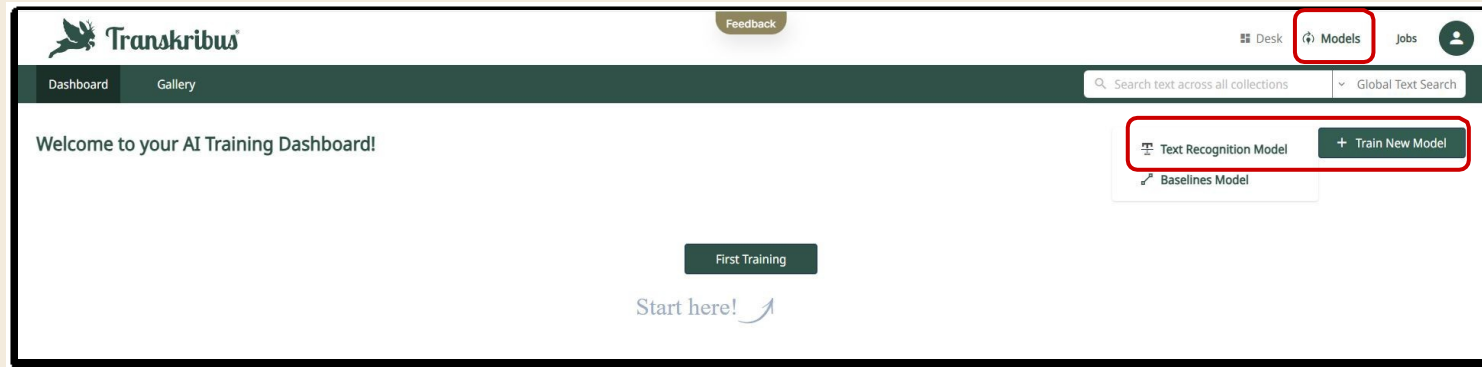 Transkribus
Feedback
Desk
Models
Jobs
Dashboard
Gallery
Search text across all collections
Global Text Search
Welcome to your AI Training Dashboard!
Text Recognition Model
+ Train New Model
Baselines Model
First Training
Start here!